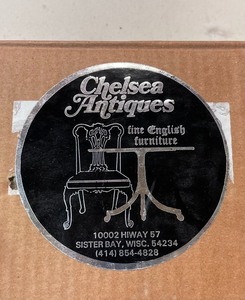 Chelsea
Antiques
fine English
furniture
10002 HIWAY 57
SISTER BAY, WISC. 54234
(414) 854-4828